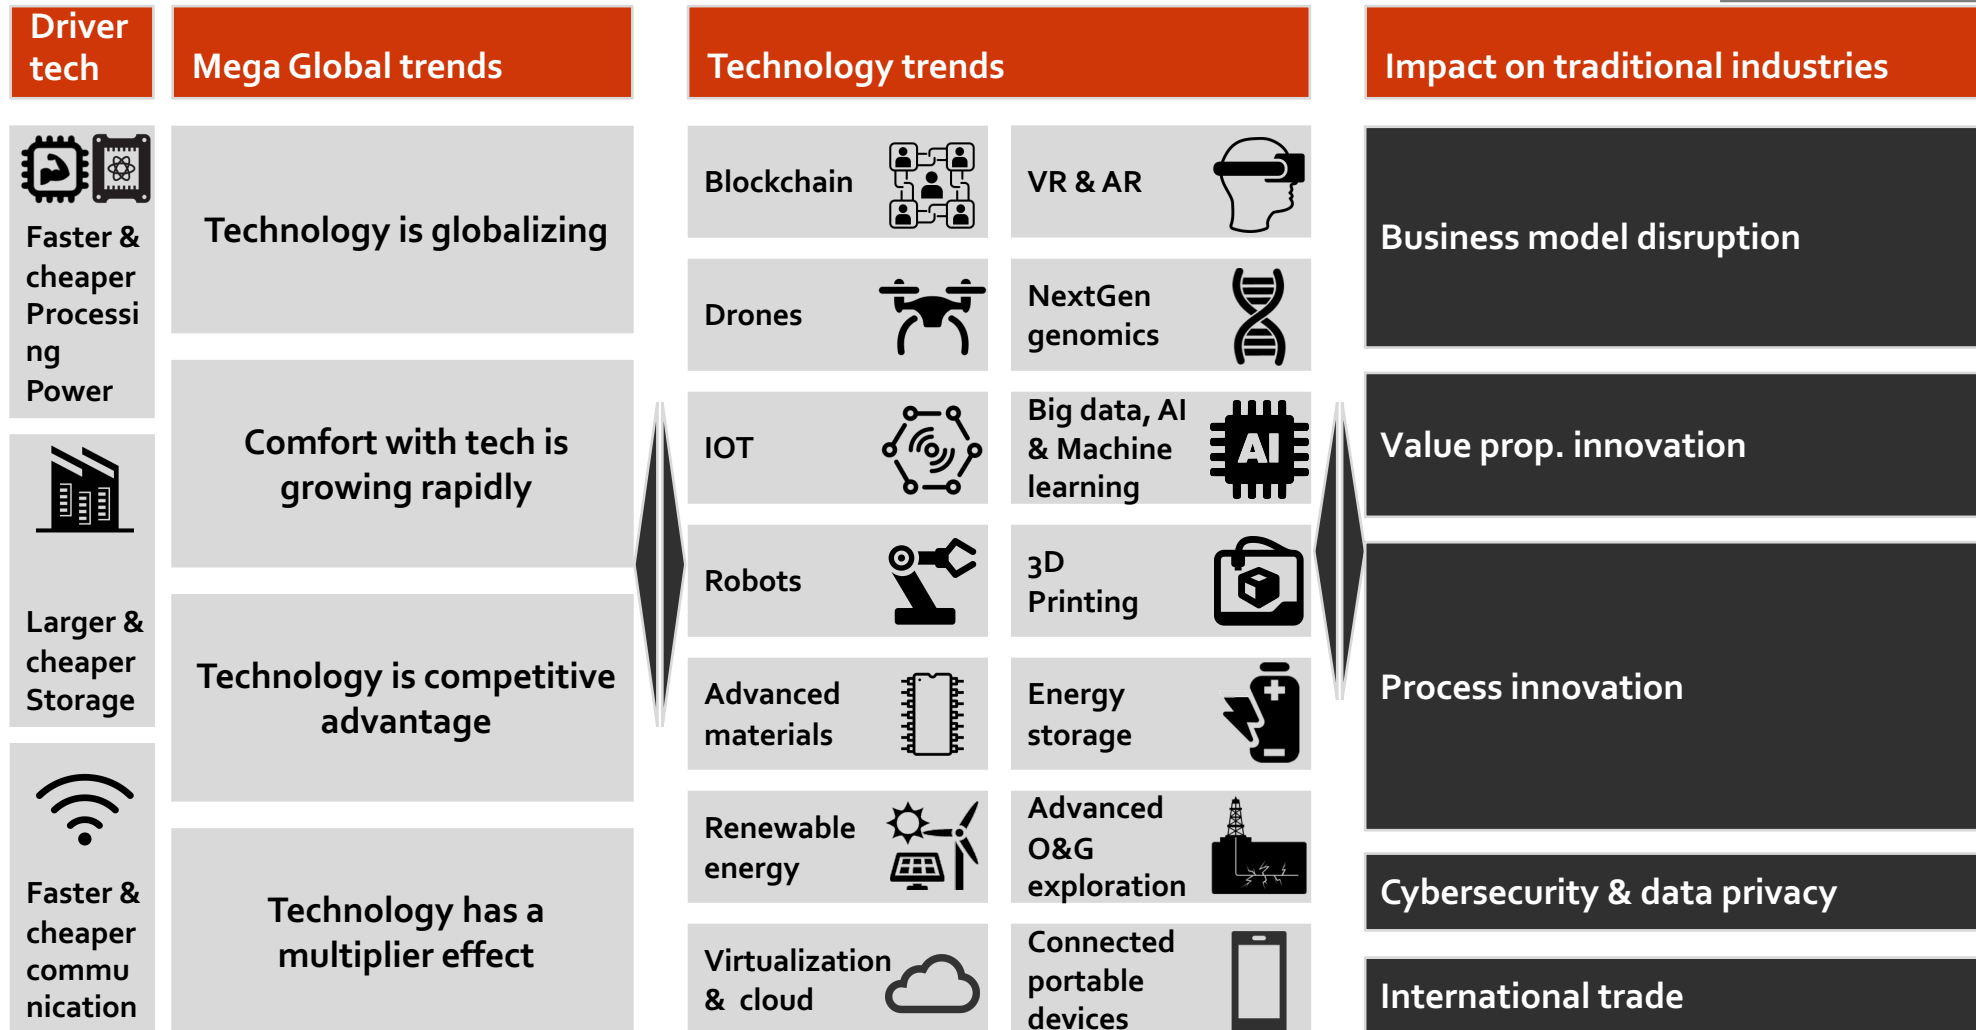 Driver
tech
Mega Global trends
Technology trends
Impact on traditional industries
Faster &
cheaper
Processi
ng
Power
Larger &
cheaper
Storage
Faster &
cheaper
commu
nication
Technology is globalizing
Comfort with tech is
growing rapidly
Technology is competitive
advantage
Technology has a
multiplier effect
Blockchain
VR & AR
Drones
NextGen
genomics
IOT
Big data, AI
& Machine
learning
AI
Robots
3D
Printing
Advanced
materials
Energy
storage
Renewable
energy
Advanced
O&G
exploration
Virtualization
& cloud
Connected
portable
devices
Business model disruption
Value prop. innovation
Process innovation
Cybersecurity & data privacy
International trade